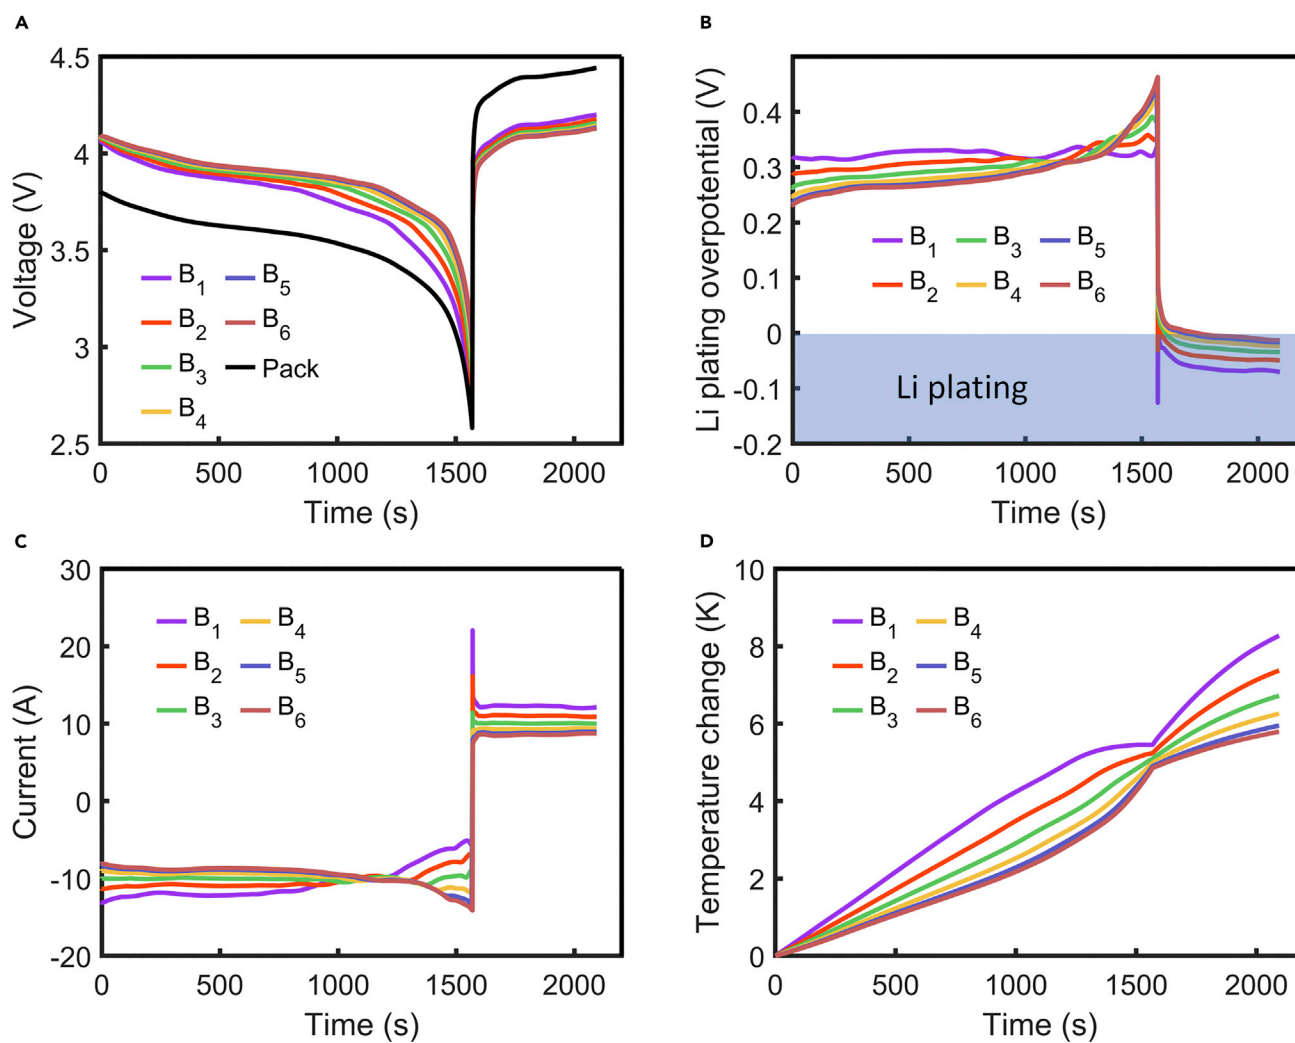 A
Voltage (V)
4.5
4
3.5
3
2.5
B1 B5
B2 B6
B3 Pack
B4
0 500 1000 1500 2000
Time (s)
B
Li plating overpotential (V)
0.4
0.3
0.2
0.1
0
-0.1
-0.2
B1 B3 B5
B2 B4 B6
Li plating
0 500 1000 1500 2000
Time (s)
C
Current (A)
30
20
10
0
-10
-20
B1 B4
B2 B5
B3 B6
0 500 1000 1500 2000
Time (s)
D
Temperature change (K)
10
8
6
4
2
0
B1 B4
B2 B5
B3 B6
0 500 1000 1500 2000
Time (s)